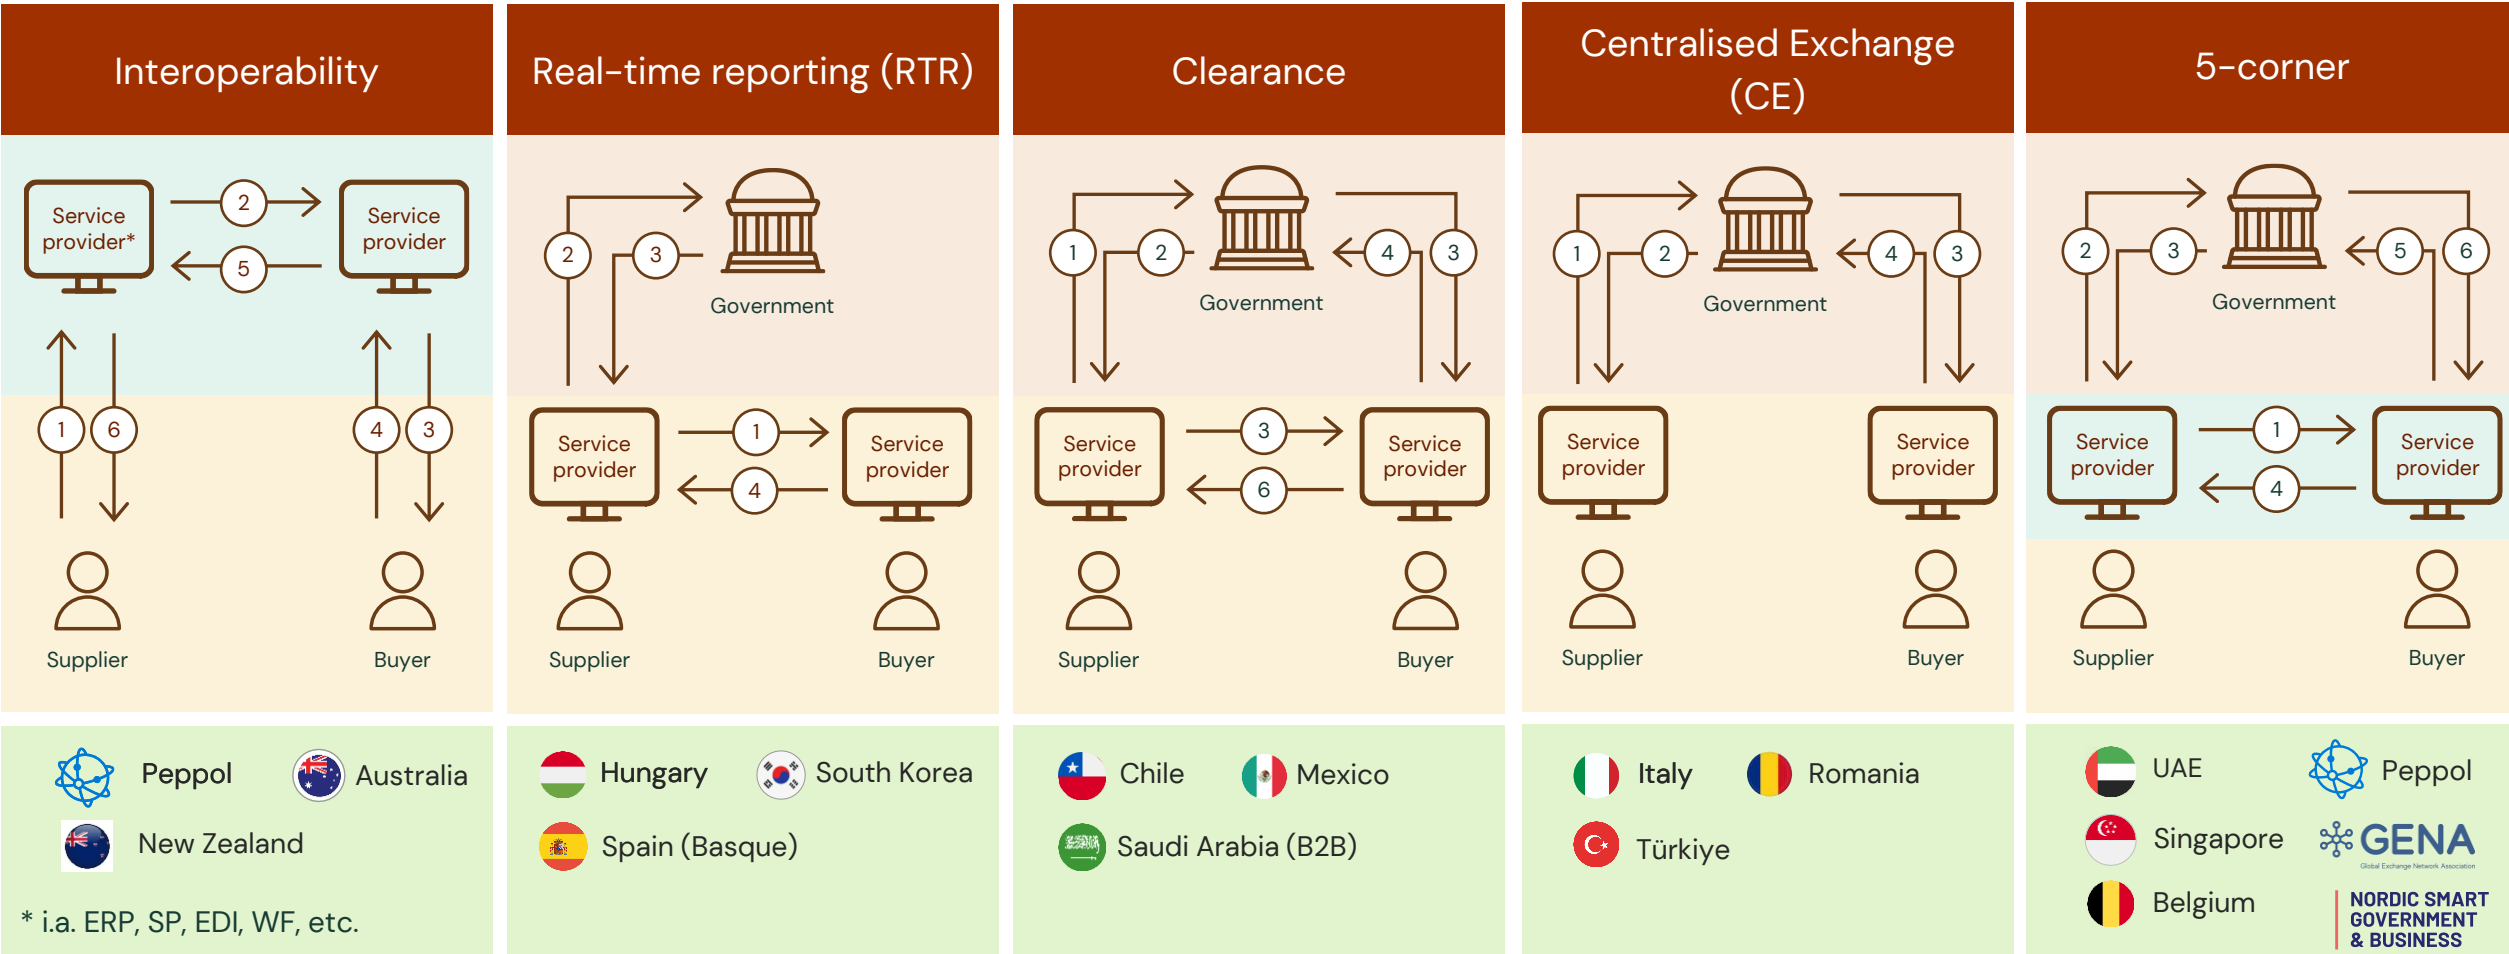 Interoperability
Service
provider*
2
Service
provider
5
1
6
4
3
Supplier
Buyer
Peppol
Australia
New Zealand
* i.a. ERP, SP, EDI, WF, etc.
Real-time reporting (RTR)
2
3
Government
Service
provider
1
Service
provider
4
Supplier
Buyer
Hungary
South Korea
Spain (Basque)
Clearance
1
2
4
3
Government
Service
provider
3
Service
provider
6
Supplier
Buyer
Chile
Mexico
Saudi Arabia (B2B)
Centralised Exchange
(CE)
1
2
4
3
Government
Service
provider
Service
provider
Supplier
Buyer
Italy
Romania
Türkiye
5-corner
2
3
5
6
Government
Service
provider
1
Service
provider
4
Supplier
Buyer
UAE
Peppol
Singapore
GENA
Global Exchange Network Association
Belgium
NORDIC SMART
GOVERNMENT
& BUSINESS